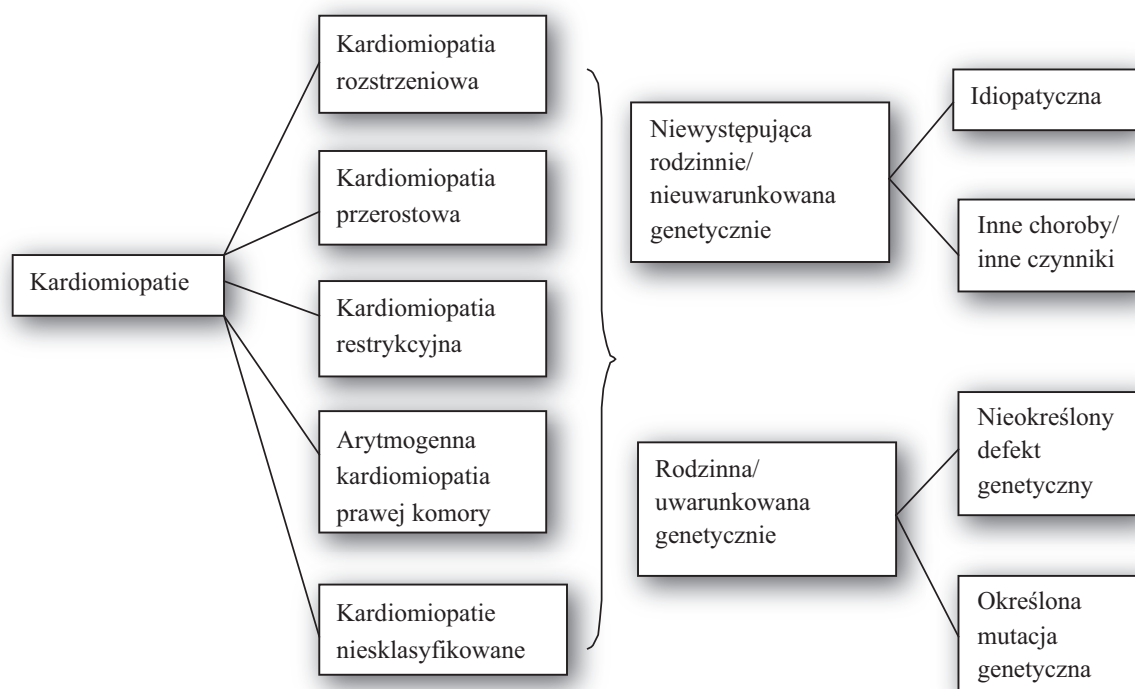 Kardiomiopatie
Kardiomiopatia
rozstrzeniowa
Kardiomiopatia
przerostowa
Kardiomiopatia
restrykcyjna
Arytmogenna
kardiomiopatia
prawej komory
Kardiomiopatie
niesklasyfikowane
Niewystępująca
rodzinnie/
nieuwarunkowana
genetycznie
Rodzinna/
uwarunkowana
genetycznie
Idiopatyczna
Inne choroby/
inne czynniki
Nieokreślony
defekt
genetyczny
Określona
mutacja
genetyczna